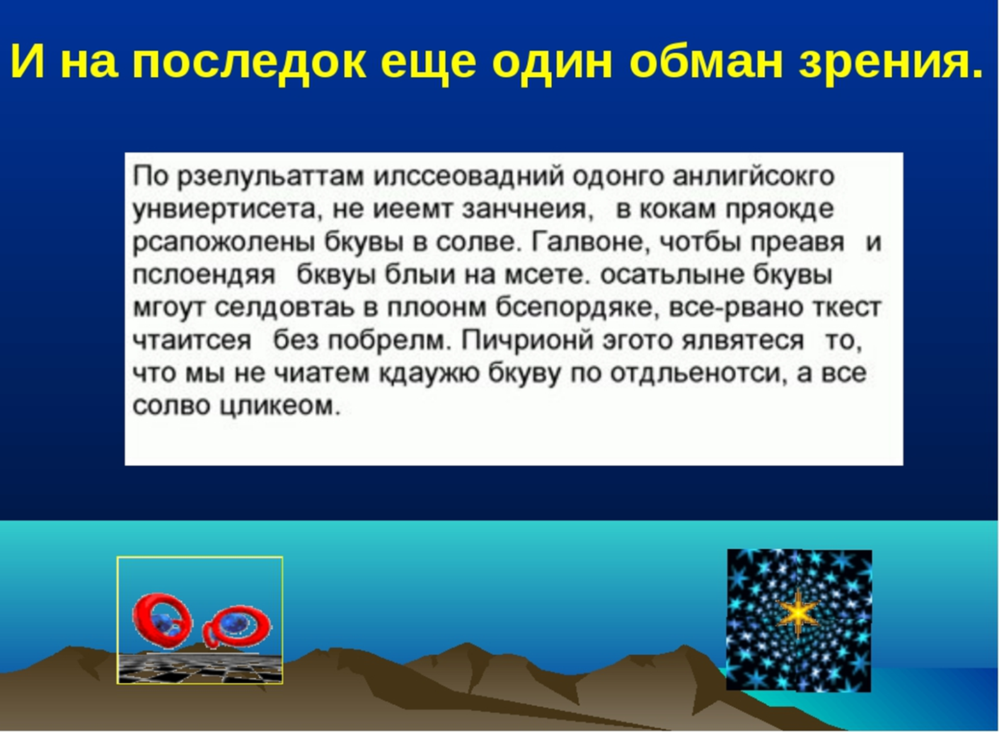 И на последок еще один обман зрения.
По рзелульаттам илссеовадний одонго анлигйсокго
унвиертисета, не иеемт занчнеия, в кокам пряокде
рсапожолены бкувы в солве. Галвоне, чотбы преавя и
пслоендяя бквуы блыи на мсете. осатьлыне бкувы
мгоут селдовтаь в плоонм бсепордяке, все-рвано ткест
чтаитсея без побрелм. Пичрионй эгото ялвятеся то,
что мы не чиатем кдаужю бкуву по отдльенотси, а все
солво цликеом.